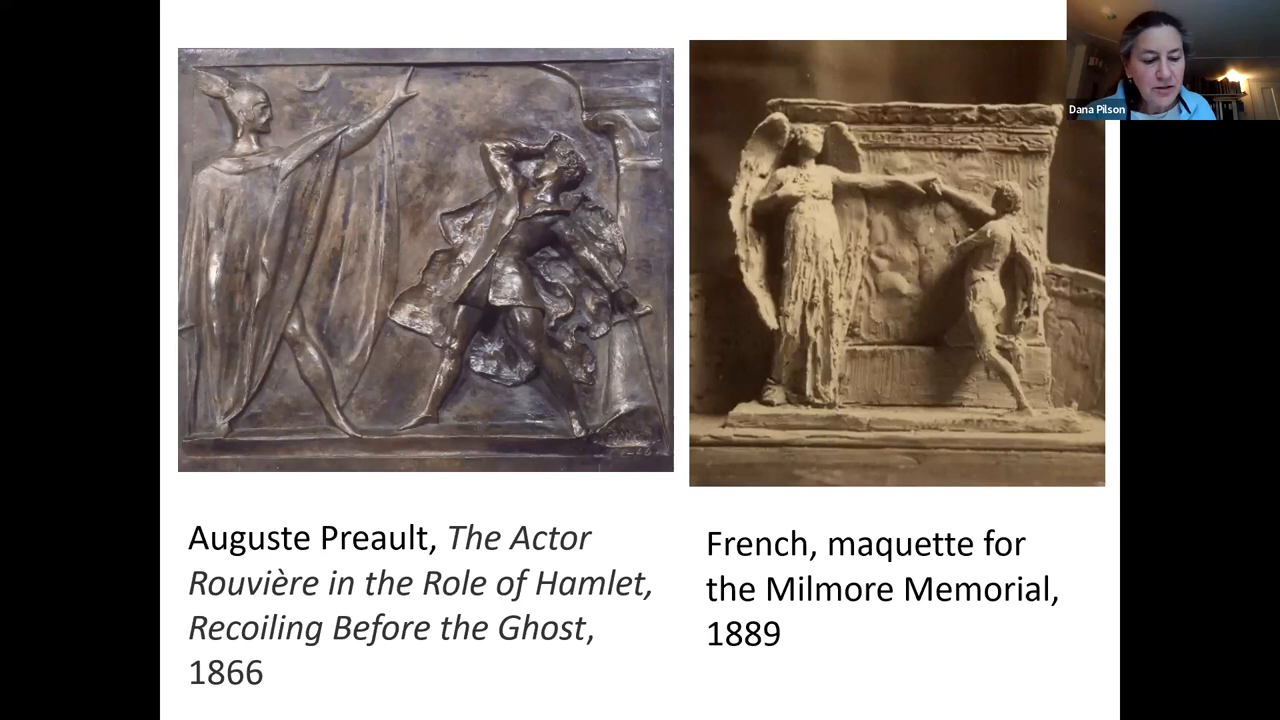 Dana Pilson
Auguste Preault, The Actor
Rouvière in the Role of Hamlet,
Recoiling Before the Ghost,
1866
French, maquette for
the Milmore Memorial,
1889